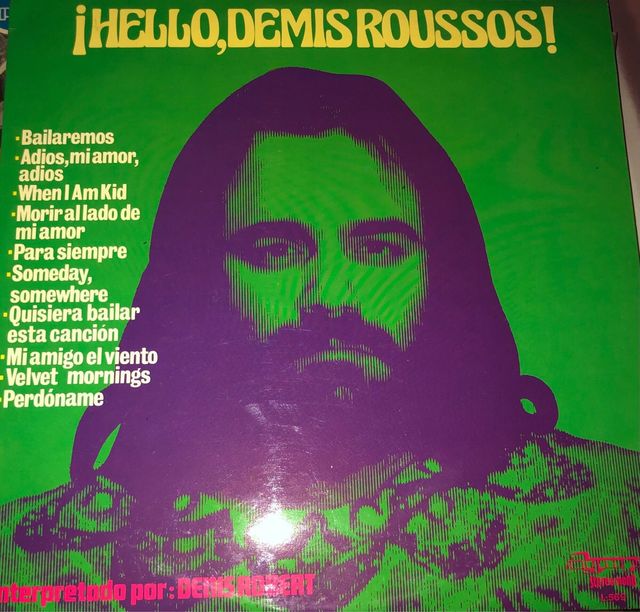 ¡HELLO, DEMIS ROUSSOS!
·Bailaremos
·Adios, mi amor,
adios
·When I Am Kid
·Morir al lado de
mi amor
·Para siempre
·Someday,
somewhere
·Quisiera bailar
esta canción
·Mi amigo el viento
·Velvet mornings
·Perdóname
Interpretado por: DENIS ROBERT